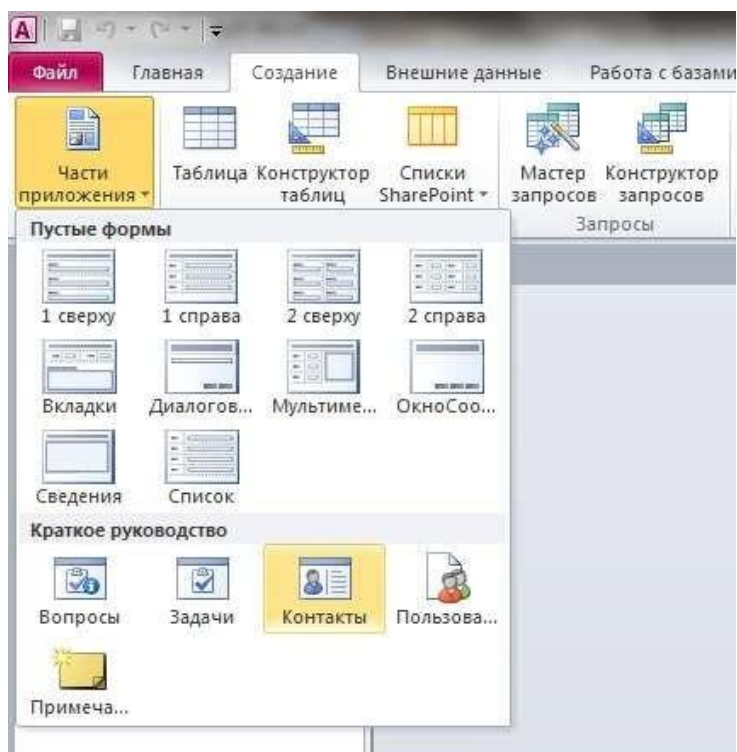 A
Файл Главная Создание Внешние данные Работа с базами
Части приложения
Таблица
Конструктор таблиц
Списки SharePoint
Мастер запросов
Конструктор запросов
Запросы
Пустые формы
1 сверху 1 справа 2 сверху 2 справа
Вкладки Диалогов... Мультиме... ОкноСоо...
Сведения Список
Краткое руководство
Вопросы Задачи Контакты Пользова...
Примеча...